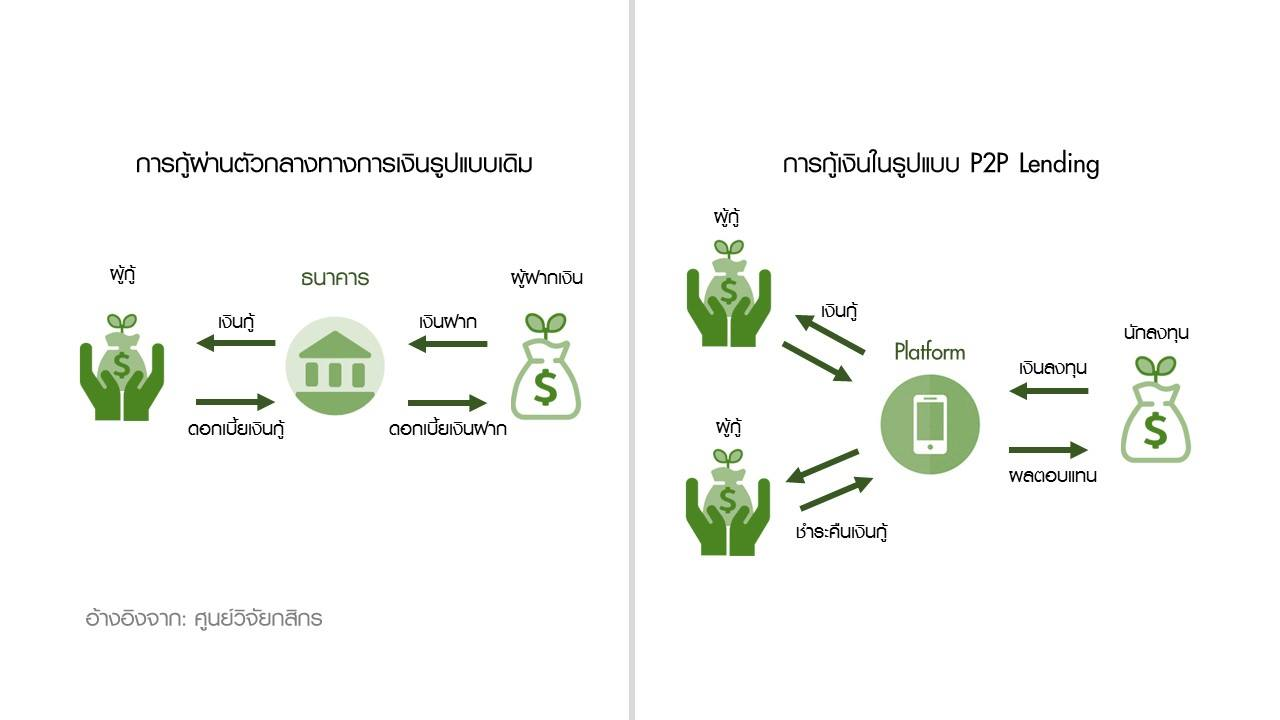 การกู้ผ่านตัวกลางทางการเงินรูปแบบเดิม
ผู้กู้
ธนาคาร
ผู้ฝากเงิน
เงินกู้
เงินฝาก
$
$
ดอกเบี้ยเงินกู้
ดอกเบี้ยเงินฝาก
อ้างอิงจาก: ศูนย์วิจัยกสิกร
การกู้เงินในรูปแบบ P2P Lending
ผู้กู้
$
เงินกู้
Platform
นักลงทุน
เงินลงทุน
ผู้กู้
$
$
ผลตอบแทน
ชำระคืนเงินกู้